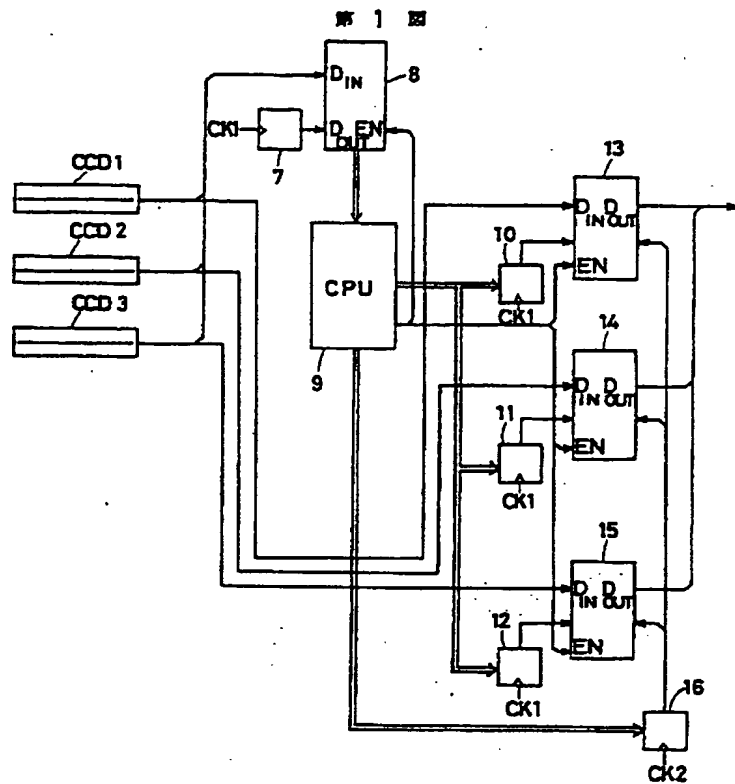 第 1 図
8
D IN
CK1
7
D OUT EN
CCD 1
CCD 2
CCD 3
CPU
9
10
CK1
11
CK1
12
CK1
13
D IN D OUT
EN
14
D IN D OUT
EN
15
D IN D OUT
EN
16
CK2